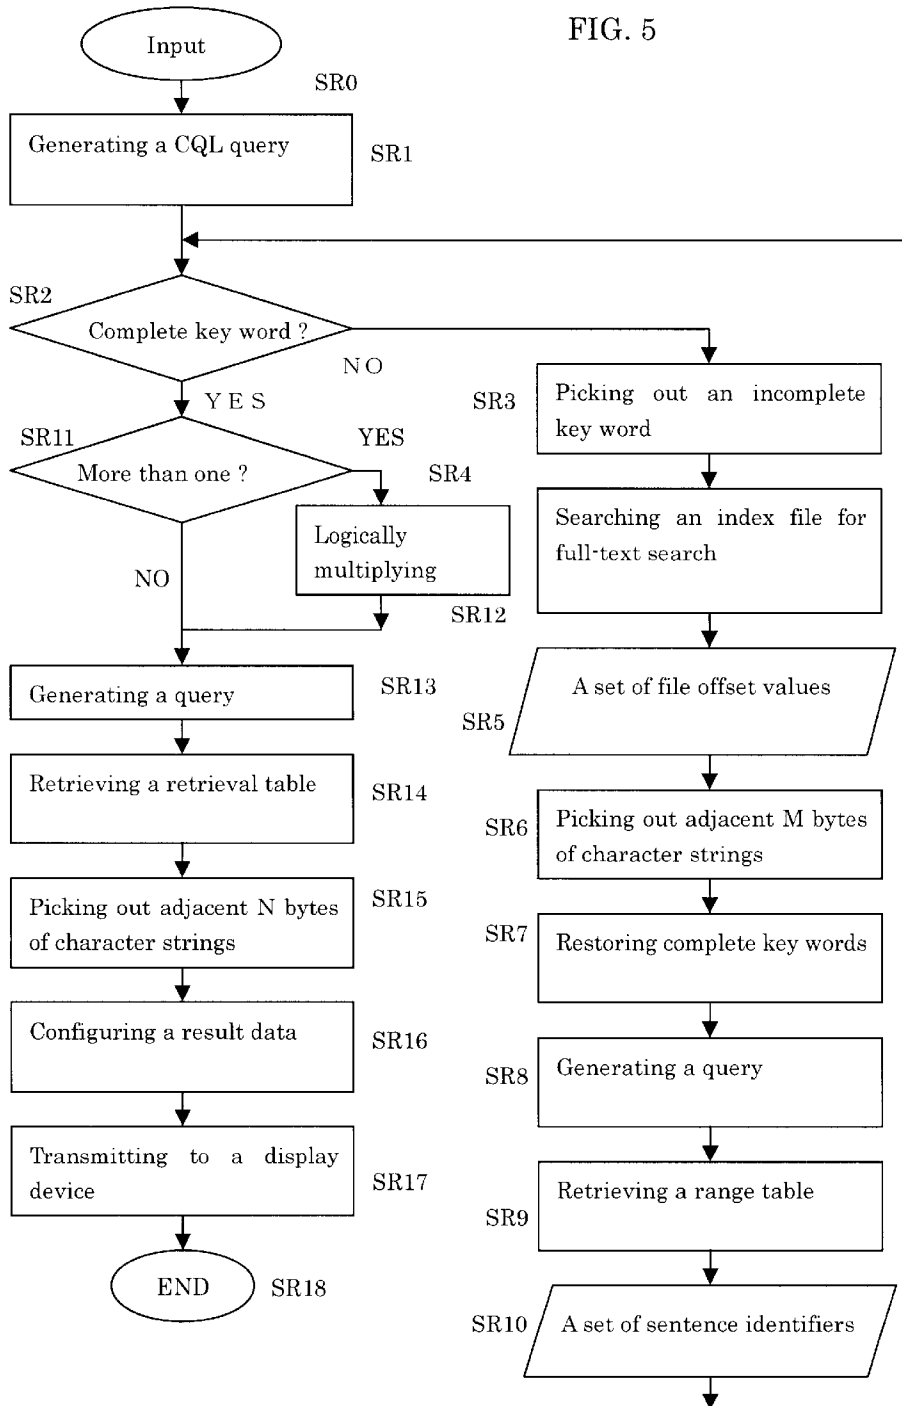 FIG. 5
Input
SR0
Generating a CQL query
SR1
SR2
Complete key word ?
NO
YES
SR11
More than one ?
YES
SR4
Logically
multiplying
NO
SR12
Generating a query
SR13
Retrieving a retrieval table
SR14
Picking out adjacent N bytes
of character strings
SR15
Configuring a result data
SR16
Transmitting to a display
device
SR17
END
SR18
SR3
Picking out an incomplete
key word
Searching an index file for
full-text search
A set of file offset values
SR5
SR6
Picking out adjacent M bytes
of character strings
SR7
Restoring complete key words
SR8
Generating a query
Retrieving a range table
SR9
SR10
A set of sentence identifiers